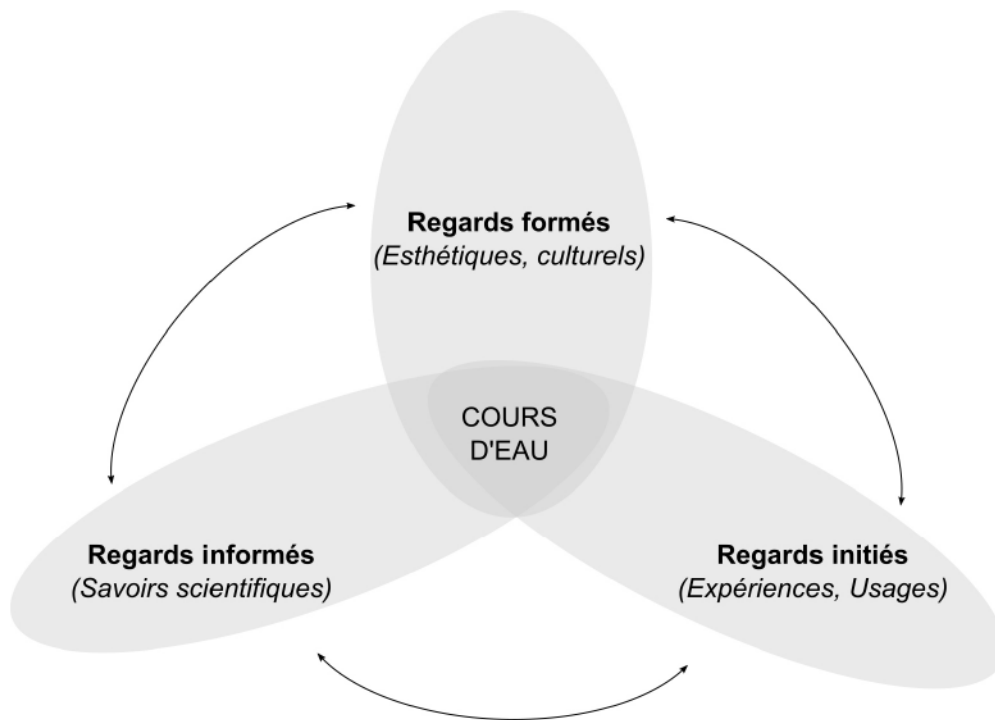 Regards formés
(Esthétiques, culturels)
COURS
D'EAU
Regards informés
(Savoirs scientifiques)
Regards initiés
(Expériences, Usages)